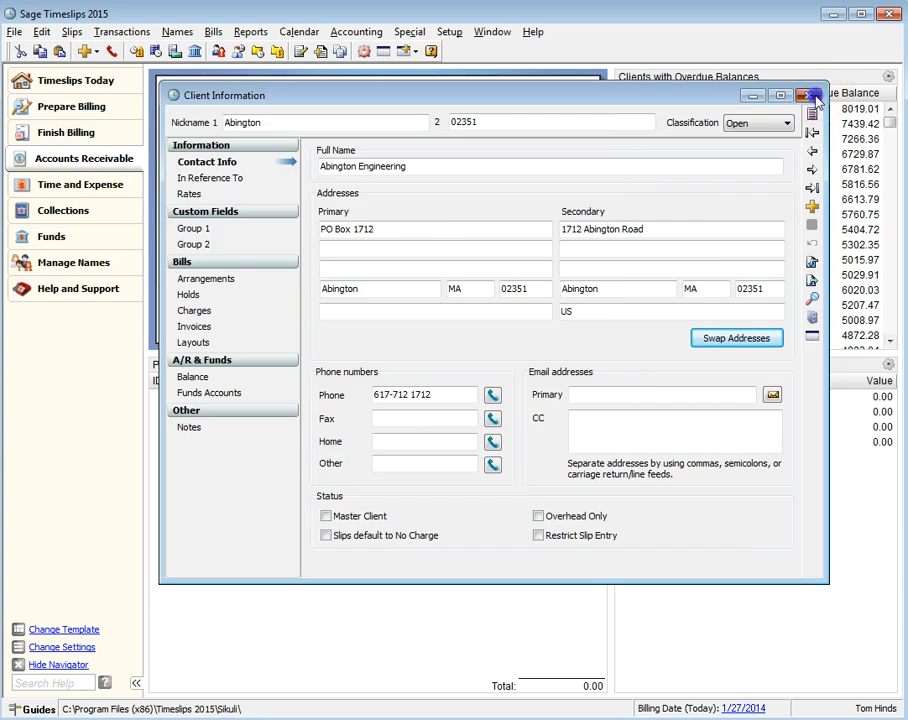 Sage Timeslips 2015
File Edit Slips Transactions Names Bills Reports Calendar Accounting Special Setup Window Help
Timeslips Today
Prepare Billing
Finish Billing
Accounts Receivable
Time and Expense
Collections
Funds
Manage Names
Help and Support
Change Template
Change Settings
Hide Navigator
Search Help
Clients with Overdue Balances
ue Balance
8019.01
7439.42
7266.36
6729.87
6781.62
5816.56
6613.79
5760.75
5404.72
5302.35
5015.97
5029.91
6020.03
5207.47
5008.97
4872.28
Value
0.00
0.00
0.00
0.00
Client Information
Nickname 1 Abington 2 02351 Classification Open
Information
Contact Info
In Reference To
Rates
Custom Fields
Group 1
Group 2
Bills
Arrangements
Holds
Charges
Invoices
Layouts
A/R & Funds
Balance
Funds Accounts
Other
Notes
Full Name
Abington Engineering
Addresses
Primary Secondary
PO Box 1712 1712 Abington Road
Abington MA 02351 Abington MA 02351
US
Swap Addresses
Phone numbers
Phone 617-712 1712
Fax
Home
Other
Email addresses
Primary
CC
Separate addresses by using commas, semicolons, or
carriage return/line feeds.
Status
Master Client Overhead Only
Slips default to No Charge Restrict Slip Entry
Total: 0.00
Guides C:\Program Files (x86)\Timeslips 2015\Sikuli\ Billing Date (Today): 1/27/2014 Tom Hinds